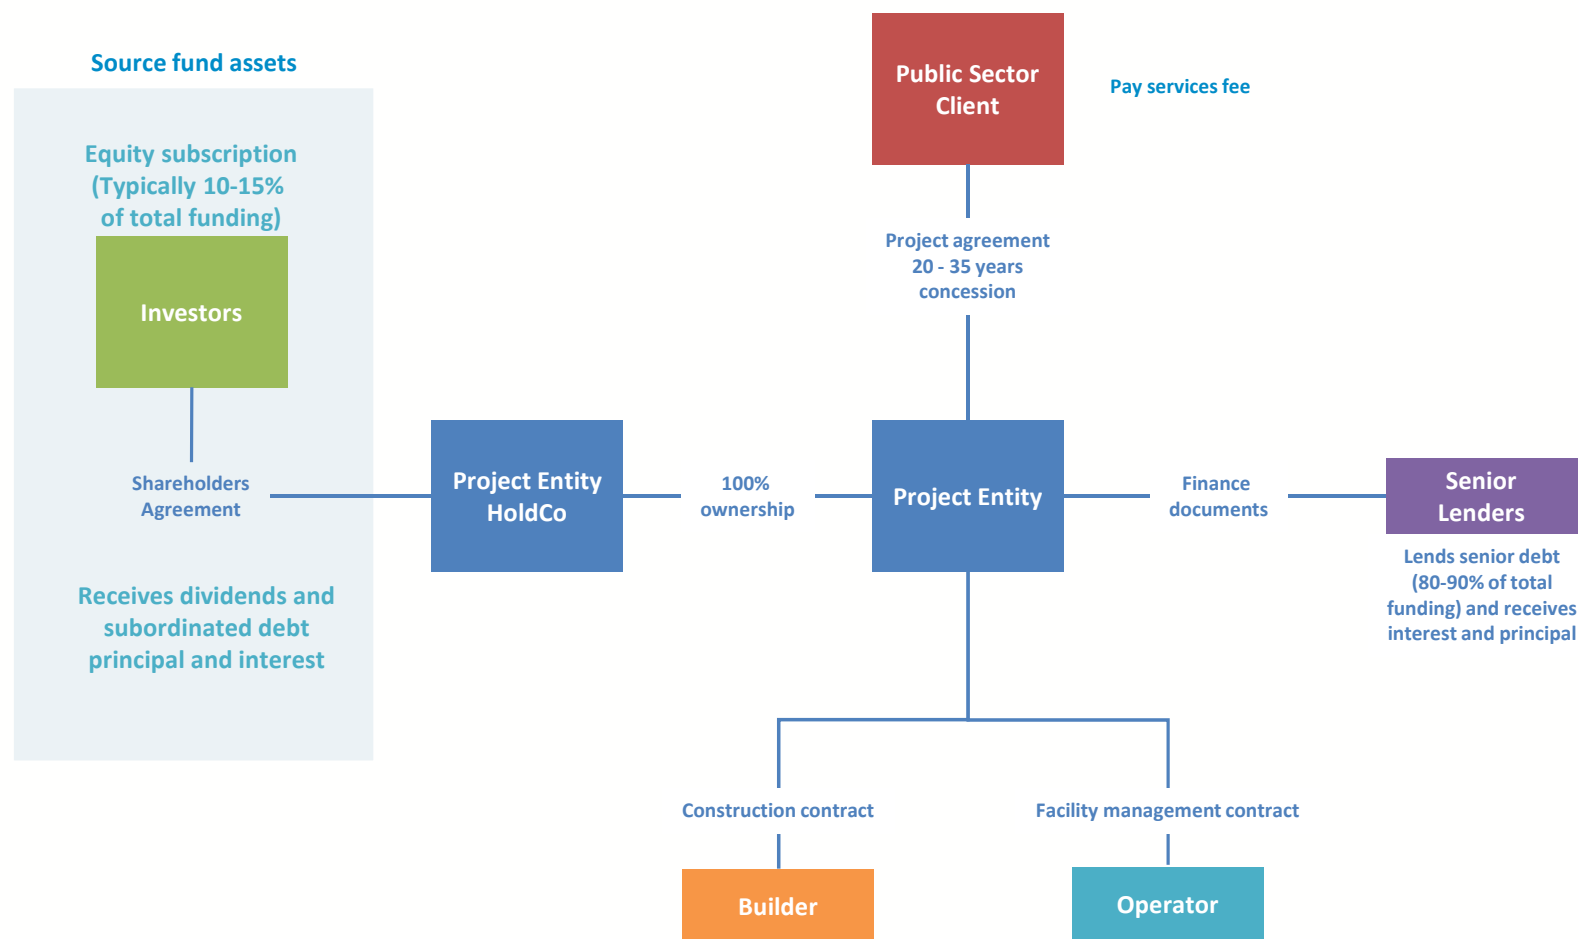 Source fund assets
Equity subscription
(Typically 10-15%
of total funding)
Investors
Shareholders
Agreement
Receives dividends and
subordinated debt
principal and interest
Project Entity
HoldCo
100%
ownership
Public Sector
Client
Pay services fee
Project agreement
20 - 35 years
concession
Project Entity
Finance
documents
Senior
Lenders
Lends senior debt
(80-90% of total
funding) and receives
interest and principal
Construction contract
Builder
Facility management contract
Operator